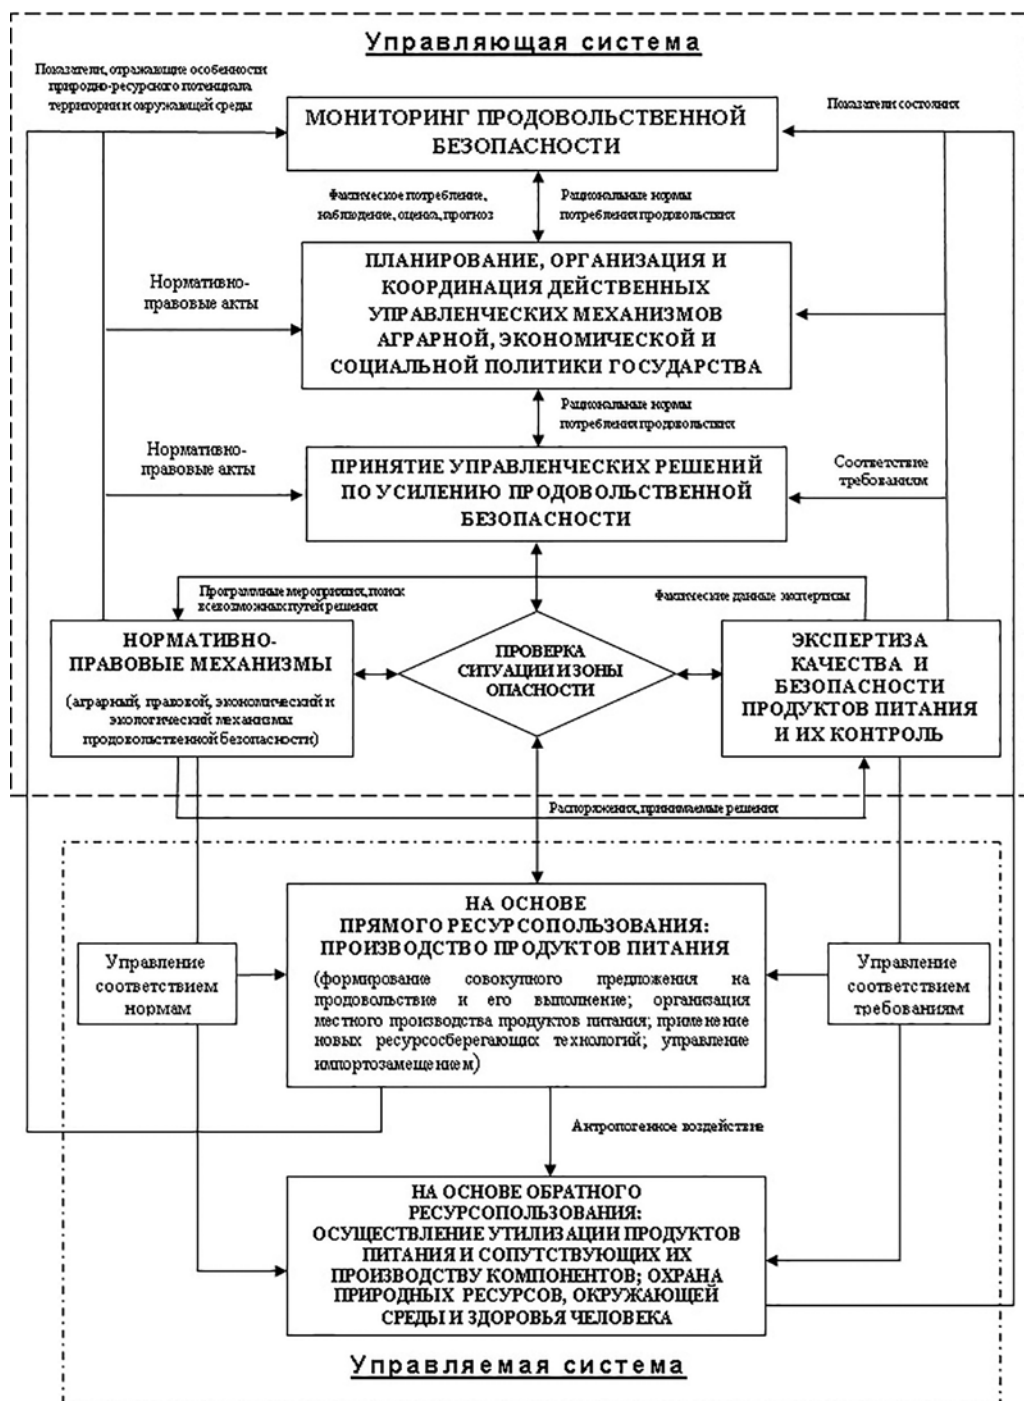 Управляющая система
Показатели, отражающие особенности
природно-ресурсного потенциала
территории и окружающей среды
Показатели состояния
МОНИТОРИНГ ПРОДОВОЛЬСТВЕННОЙ
БЕЗОПАСНОСТИ
Фактическое потребление,
наблюдение, оценка, прогноз
Рациональные нормы
потребления продовольствия
ПЛАНИРОВАНИЕ, ОРГАНИЗАЦИЯ И
КООРДИНАЦИЯ ДЕЙСТВЕННЫХ
УПРАВЛЕНЧЕСКИХ МЕХАНИЗМОВ
АГРАРНОЙ, ЭКОНОМИЧЕСКОЙ И
СОЦИАЛЬНОЙ ПОЛИТИКИ ГОСУДАРСТВА
Нормативно-
правовые акты
Рациональные нормы
потребления продовольствия
Нормативно-
правовые акты
ПРИНЯТИЕ УПРАВЛЕНЧЕСКИХ РЕШЕНИЙ
ПО УСИЛЕНИЮ ПРОДОВОЛЬСТВЕННОЙ
БЕЗОПАСНОСТИ
Соответствие
требованиям
Программные мероприятия, поиск
всевозможных путей решения
Фактические данные экспертизы
НОРМАТИВНО-
ПРАВОВЫЕ МЕХАНИЗМЫ
(аграрный, правовой, экономический и
экологический механизмы
продовольственной безопасности)
ПРОВЕРКА
СИТУАЦИИ И ЗОНЫ
ОПАСНОСТИ
ЭКСПЕРТИЗА
КАЧЕСТВА И
БЕЗОПАСНОСТИ
ПРОДУКТОВ ПИТАНИЯ
И ИХ КОНТРОЛЬ
Распоряжения, принимаемые решения
НА ОСНОВЕ
ПРЯМОГО РЕСУРСОПОЛЬЗОВАНИЯ:
ПРОИЗВОДСТВО ПРОДУКТОВ ПИТАНИЯ
(формирование совокупного предложения на
продовольствие и его выполнение; организация
местного производства продуктов питания; применение
новых ресурсосберегающих технологий; управление
импортозамещением)
Управление
соответствием
нормам
Управление
соответствием
требованиям
Антропогенное воздействие
НА ОСНОВЕ ОБРАТНОГО
РЕСУРСОПОЛЬЗОВАНИЯ:
ОСУЩЕСТВЛЕНИЕ УТИЛИЗАЦИИ ПРОДУКТОВ
ПИТАНИЯ И СОПУТСТВУЮЩИХ ИХ
ПРОИЗВОДСТВУ КОМПОНЕНТОВ; ОХРАНА
ПРИРОДНЫХ РЕСУРСОВ, ОКРУЖАЮЩЕЙ
СРЕДЫ И ЗДОРОВЬЯ ЧЕЛОВЕКА
Управляемая система